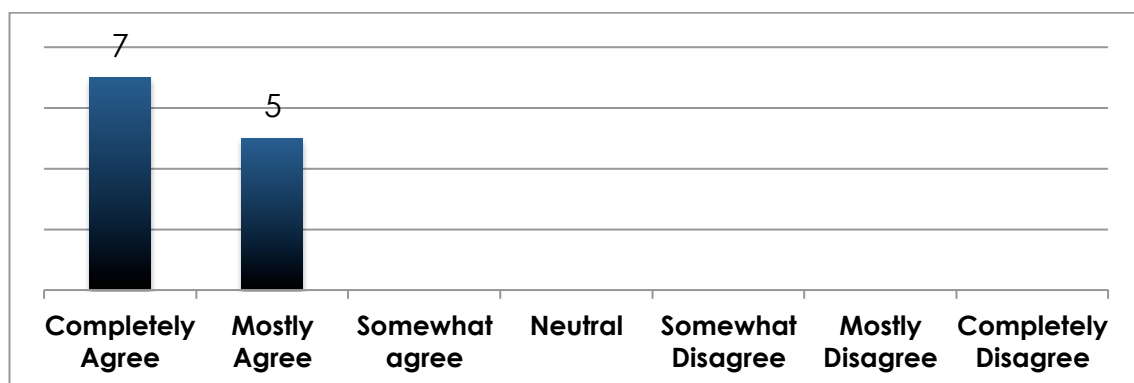 7
5
Completely Agree
Mostly Agree
Somewhat agree
Neutral
Somewhat Disagree
Mostly Disagree
Completely Disagree